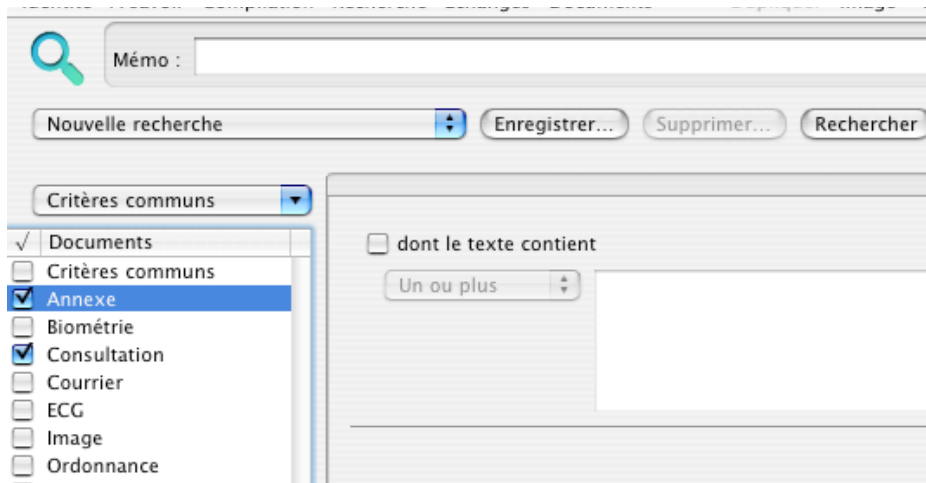 Mémo :
Nouvelle recherche Enregistrer... Supprimer... Rechercher
Critères communs
√ Documents
dont le texte contient
Critères communs
Un ou plus
Annexe
Biométrie
Consultation
Courrier
ECG
Image
Ordonnance